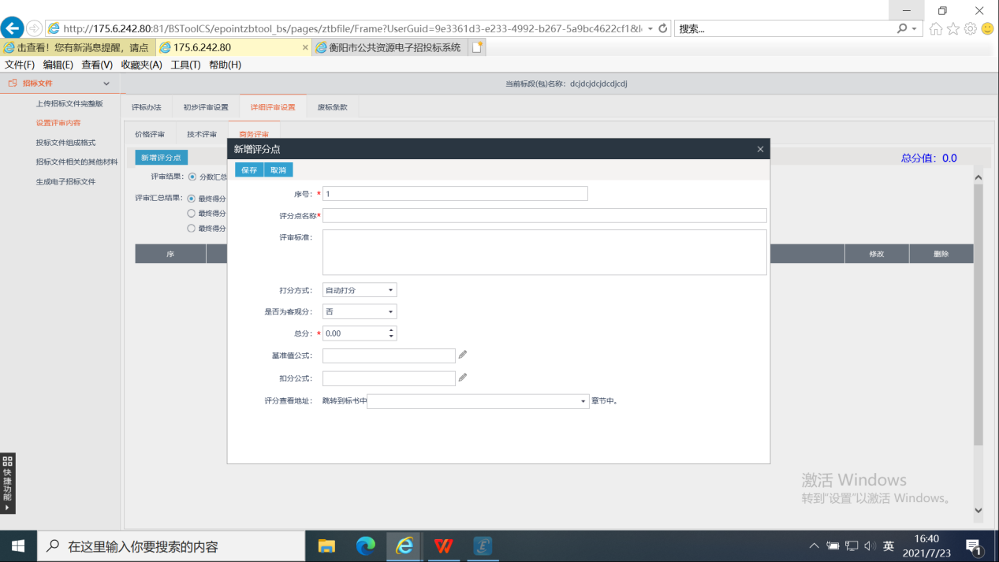 http://175.6.242.80:81/BSToolCS/epointzbtool_bs/pages/ztbfile/Frame?UserGuid=9e3361d3-e233-4992-b267-5a9bc4622cf18&l
搜索...
击查看！您有新消息提醒，请点
175.6.242.80
衡阳市公共资源电子招投标系统
文件(F) 编辑(E) 查看(V) 收藏夹(A) 工具(T) 帮助(H)
招标文件
当前标段(包)名称：dcjdcjdcjdcdjcdj
上传招标文件完整版
设置评审内容
投标文件组成格式
招标文件相关的其他材料
生成电子招标文件
评标办法 初步评审设置 详细评审设置 废标条款
价格评审 技术评审 商务评审
新增评分点
总分值：0.0
评审结果： 分数汇总
评审汇总结果： 最终得分
最终得分
最终得分
序 修改 删除
新增评分点
保存 取消
序号：* 1
评分点名称*
评审标准：
打分方式： 自动打分
是否为客观分： 否
总分：* 0.00
基准值公式：
扣分公式：
评分查看地址： 跳转到标书中 章节中。
快捷功能
激活 Windows
转到“设置”以激活 Windows。
在这里输入你要搜索的内容
英
16:40
2021/7/23
1